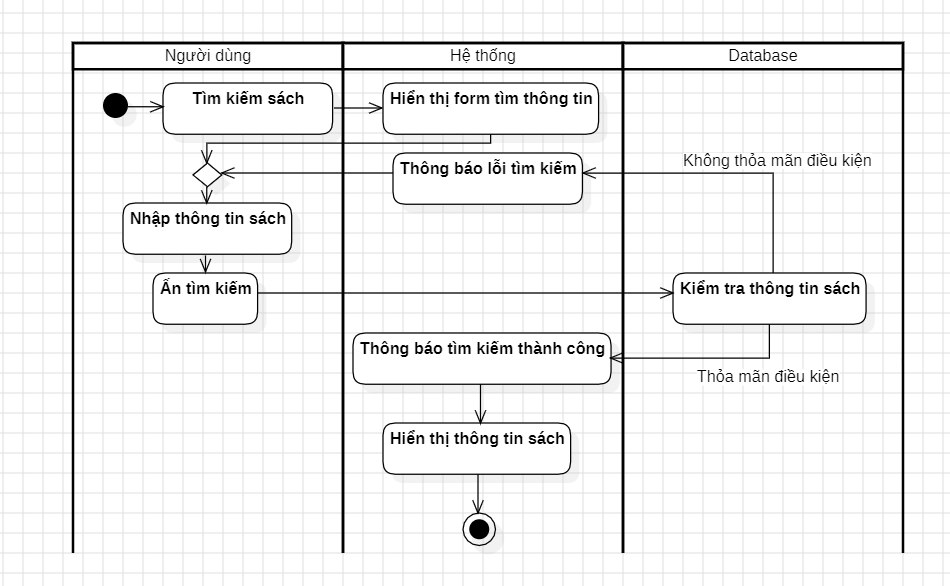 Người dùng
Hệ thống
Database
Tìm kiếm sách
Hiển thị form tìm thông tin
Thông báo lỗi tìm kiếm
Không thỏa mãn điều kiện
Nhập thông tin sách
Ấn tìm kiếm
Kiểm tra thông tin sách
Thông báo tìm kiếm thành công
Thỏa mãn điều kiện
Hiển thị thông tin sách